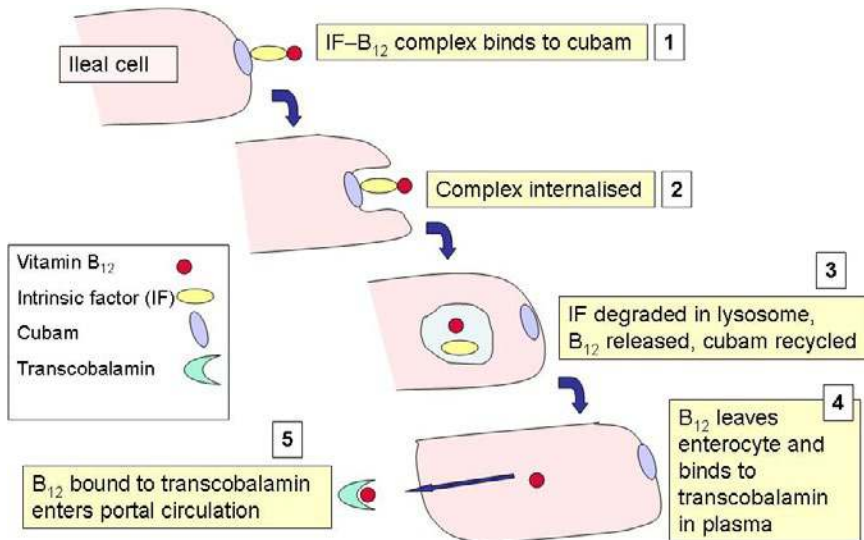 Ileal cell
IF–B₁₂ complex binds to cubam
1
Complex internalised
2
Vitamin B₁₂
Intrinsic factor (IF)
Cubam
Transcobalamin
3
IF degraded in lysosome,
B₁₂ released, cubam recycled
4
B₁₂ leaves
enterocyte and
binds to
transcobalamin
in plasma
5
B₁₂ bound to transcobalamin
enters portal circulation